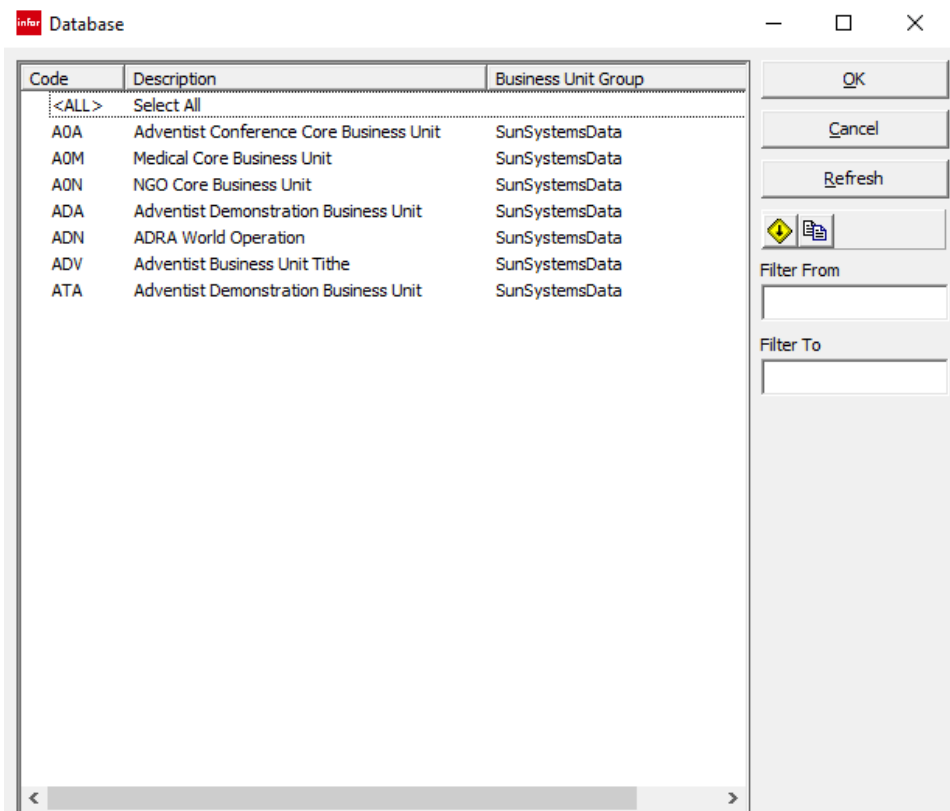 infor Database
Code Description Business Unit Group
<ALL> Select All
A0A Adventist Conference Core Business Unit SunSystemsData
A0M Medical Core Business Unit SunSystemsData
A0N NGO Core Business Unit SunSystemsData
ADA Adventist Demonstration Business Unit SunSystemsData
ADN ADRA World Operation SunSystemsData
ADV Adventist Business Unit Tithe SunSystemsData
ATA Adventist Demonstration Business Unit SunSystemsData
OK
Cancel
Refresh
Filter From
Filter To